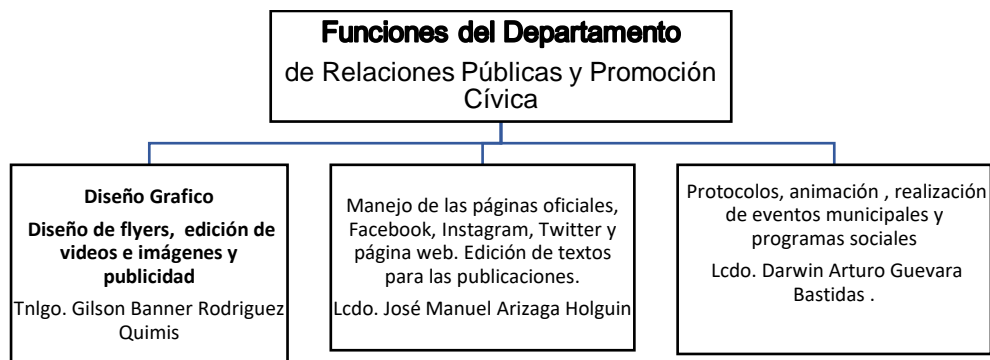 Funciones del Departamento
de Relaciones Públicas y Promoción
Cívica
Diseño Grafico
Diseño de flyers, edición de
videos e imágenes y
publicidad
Tnlgo. Gilson Banner Rodriguez
Quimis
Manejo de las páginas oficiales,
Facebook, Instagram, Twitter y
página web. Edición de textos
para las publicaciones.
Lcdo. José Manuel Arizaga Holguin
Protocolos, animación , realización
de eventos municipales y
programas sociales
Lcdo. Darwin Arturo Guevara
Bastidas .